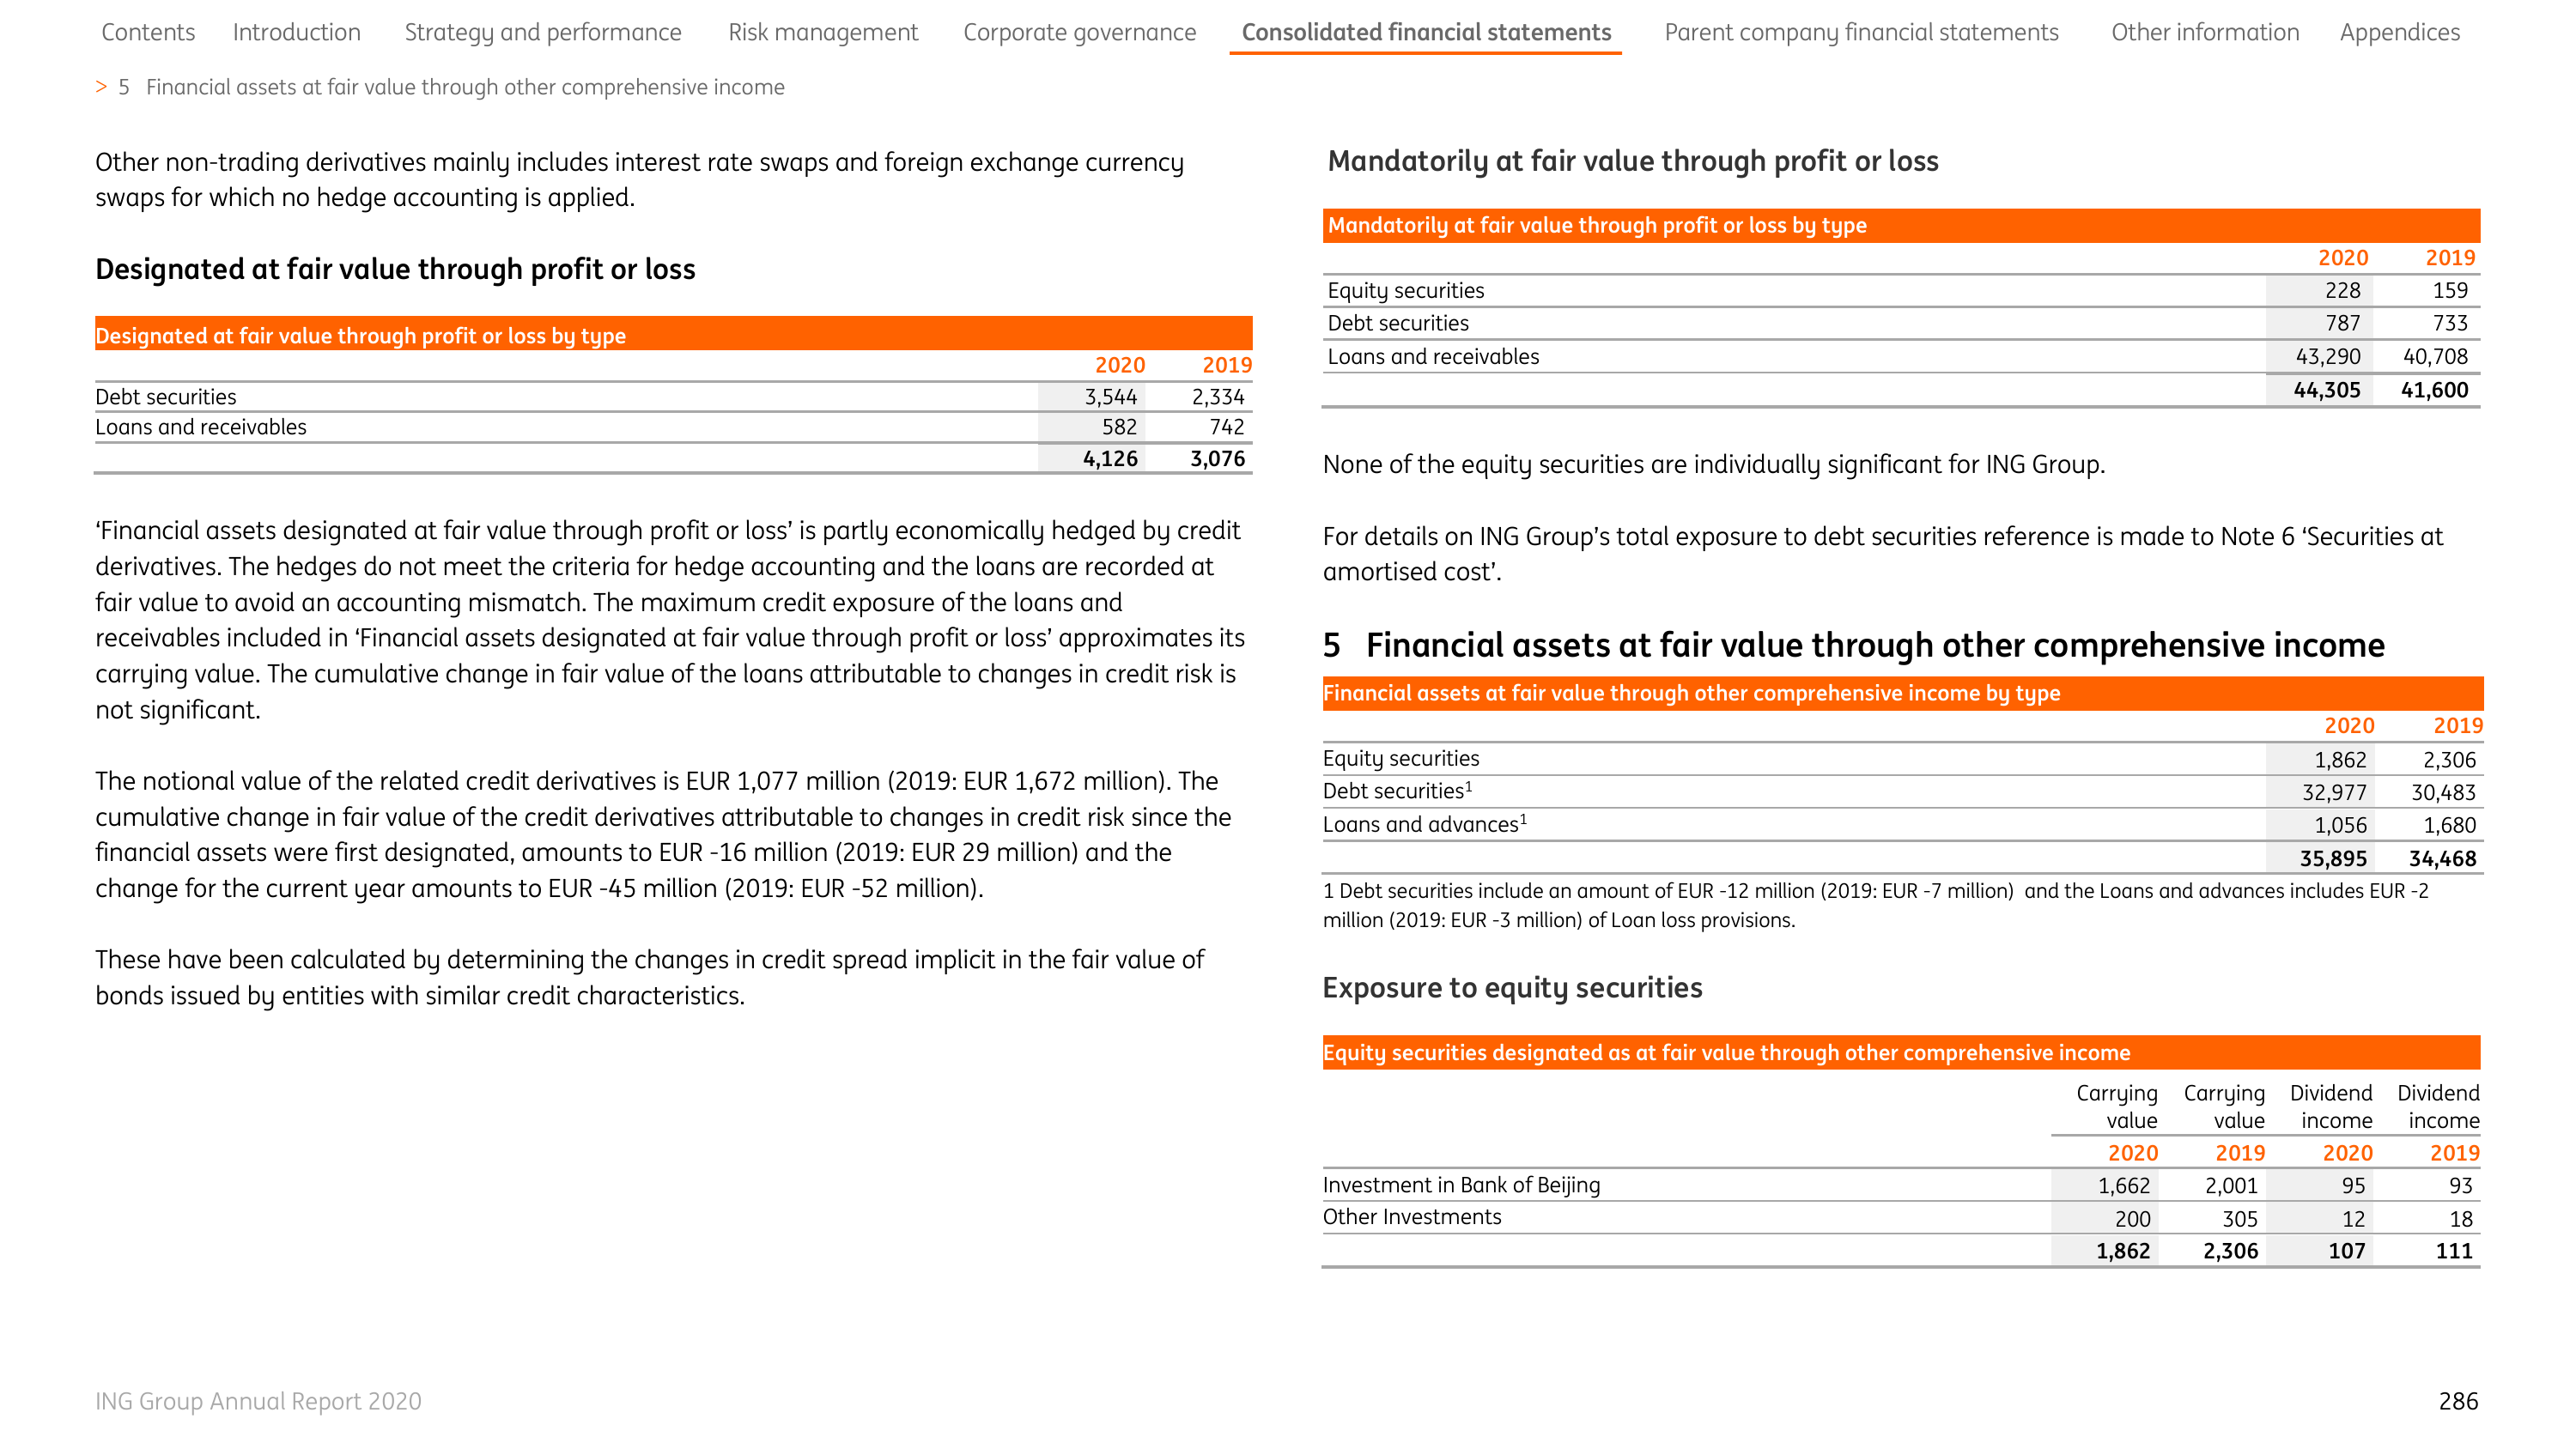 Contents Introduction Strategy and performance Risk management Corporate governance Consolidated financial statements Parent company financial statements Other information Appendices
> 5 Financial assets at fair value through other comprehensive income
Other non-trading derivatives mainly includes interest rate swaps and foreign exchange currency
swaps for which no hedge accounting is applied.
Designated at fair value through profit or loss
Designated at fair value through profit or loss by type
2020 2019
Debt securities 3,544 2,334
Loans and receivables 582 742
4,126 3,076
‘Financial assets designated at fair value through profit or loss’ is partly economically hedged by credit
derivatives. The hedges do not meet the criteria for hedge accounting and the loans are recorded at
fair value to avoid an accounting mismatch. The maximum credit exposure of the loans and
receivables included in ‘Financial assets designated at fair value through profit or loss’ approximates its
carrying value. The cumulative change in fair value of the loans attributable to changes in credit risk is
not significant.
The notional value of the related credit derivatives is EUR 1,077 million (2019: EUR 1,672 million). The
cumulative change in fair value of the credit derivatives attributable to changes in credit risk since the
financial assets were first designated, amounts to EUR -16 million (2019: EUR 29 million) and the
change for the current year amounts to EUR -45 million (2019: EUR -52 million).
These have been calculated by determining the changes in credit spread implicit in the fair value of
bonds issued by entities with similar credit characteristics.
Mandatorily at fair value through profit or loss
Mandatorily at fair value through profit or loss by type
2020 2019
Equity securities 228 159
Debt securities 787 733
Loans and receivables 43,290 40,708
44,305 41,600
None of the equity securities are individually significant for ING Group.
For details on ING Group’s total exposure to debt securities reference is made to Note 6 ‘Securities at
amortised cost’.
5 Financial assets at fair value through other comprehensive income
Financial assets at fair value through other comprehensive income by type
2020 2019
Equity securities 1,862 2,306
Debt securities¹ 32,977 30,483
Loans and advances¹ 1,056 1,680
35,895 34,468
1 Debt securities include an amount of EUR -12 million (2019: EUR -7 million) and the Loans and advances includes EUR -2
million (2019: EUR -3 million) of Loan loss provisions.
Exposure to equity securities
Equity securities designated as at fair value through other comprehensive income
Carrying Carrying Dividend Dividend
value value income income
2020 2019 2020 2019
Investment in Bank of Beijing 1,662 2,001 95 93
Other Investments 200 305 12 18
1,862 2,306 107 111
ING Group Annual Report 2020 286